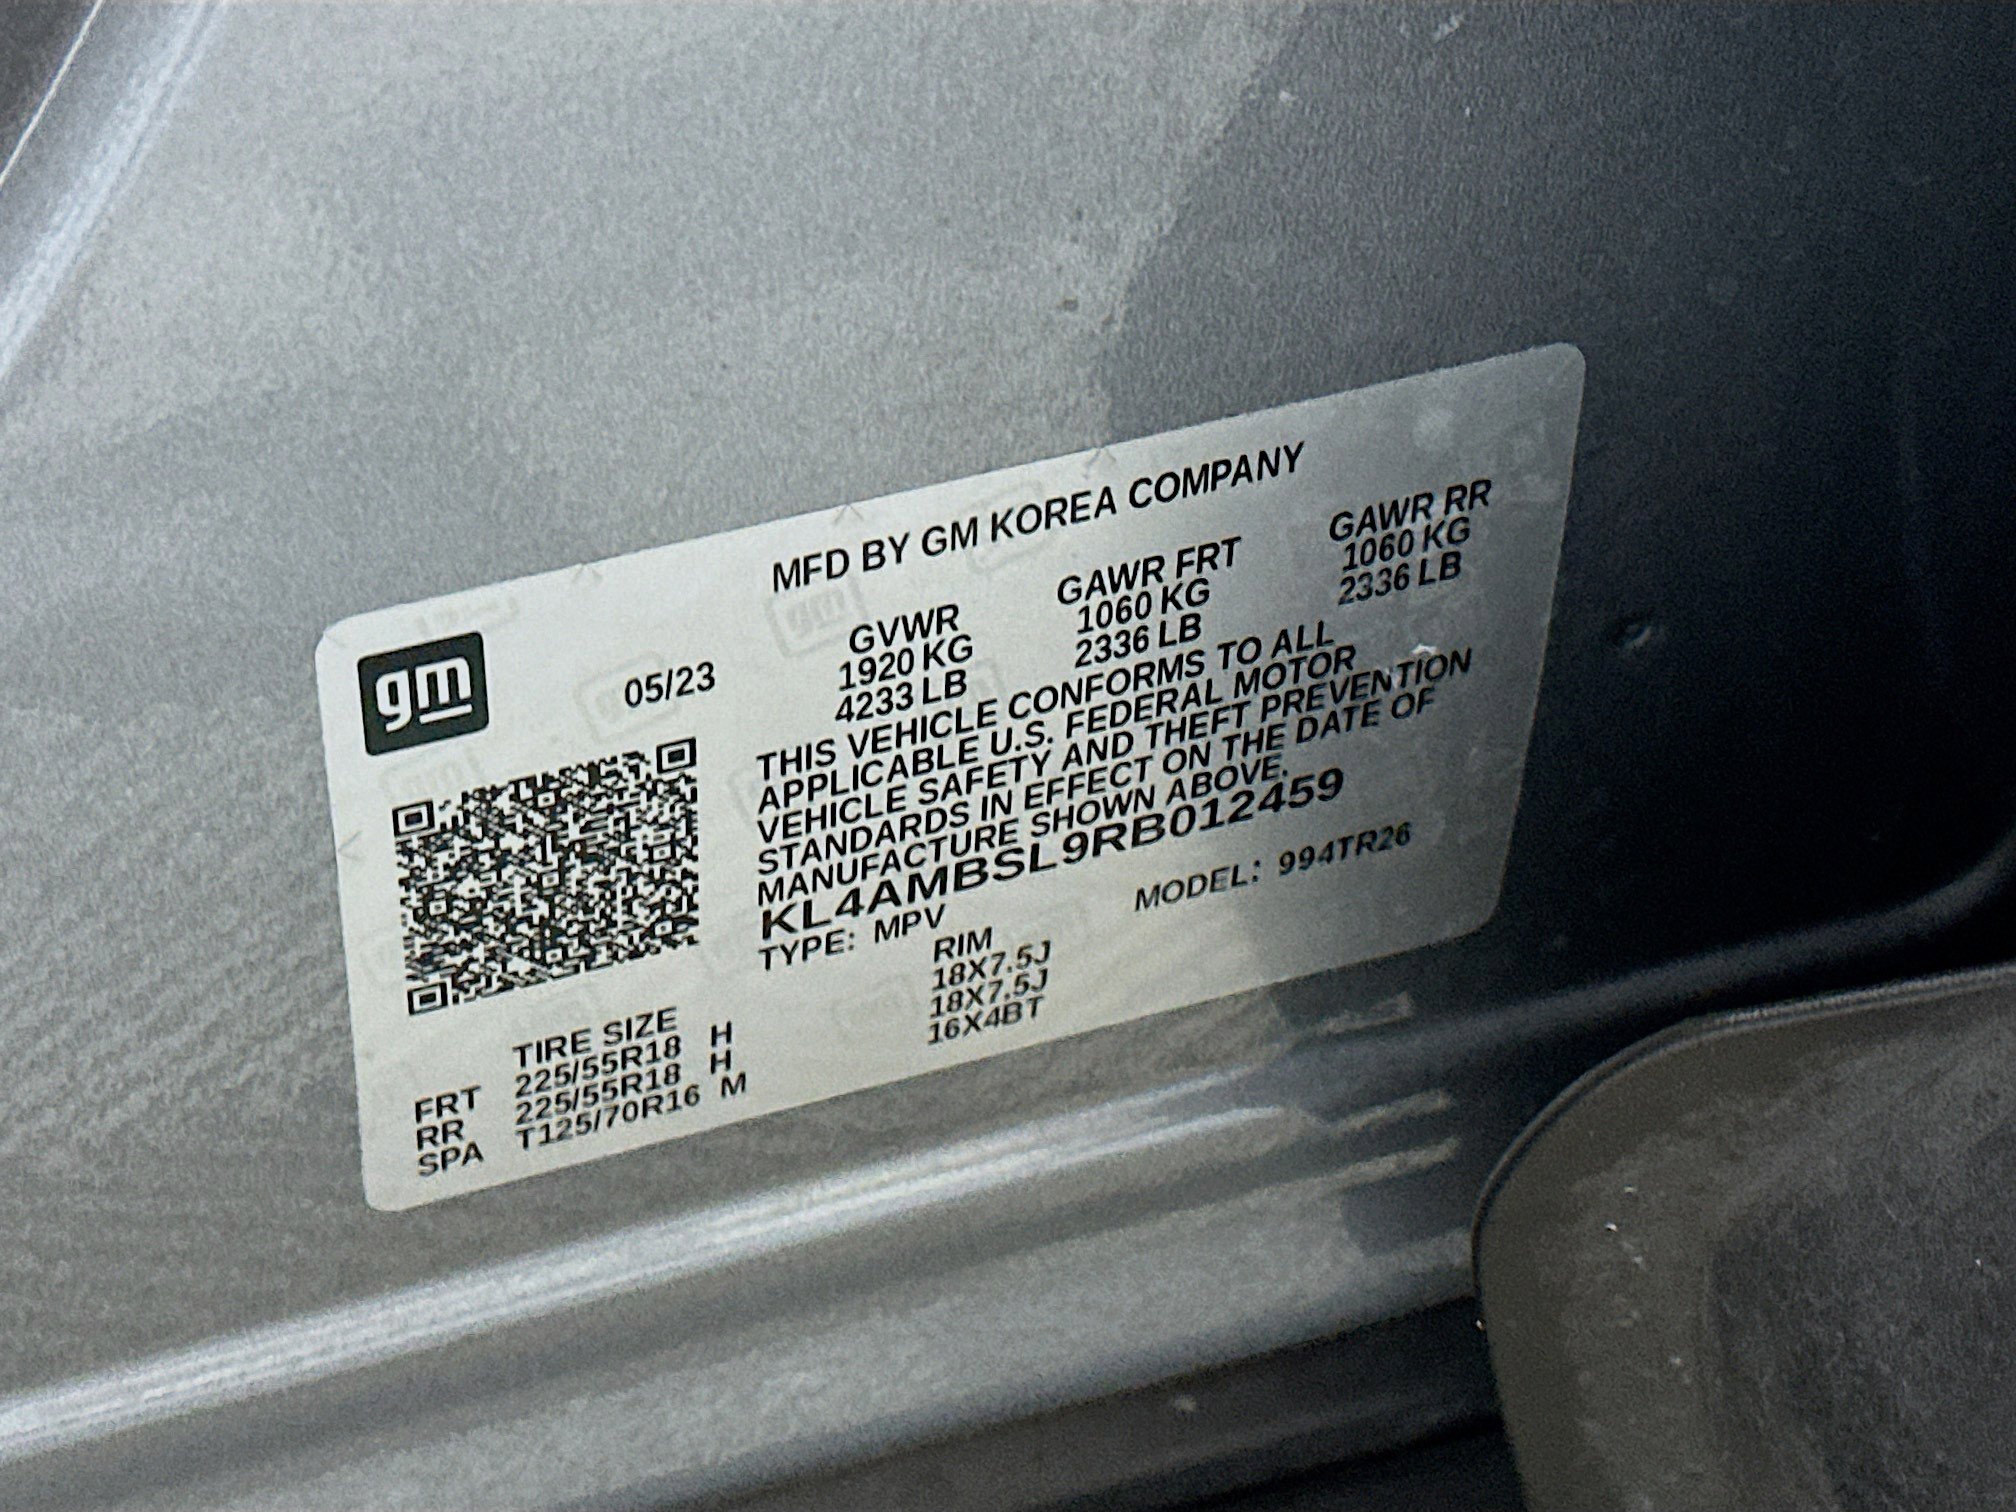 MFD BY GM KOREA COMPANY
gm
05/23
GVWR GAWR FRT GAWR RR
1920 KG 1060 KG 1060 KG
4233 LB 2336 LB 2336 LB
THIS VEHICLE CONFORMS TO ALL
APPLICABLE U.S. FEDERAL MOTOR
VEHICLE SAFETY AND THEFT PREVENTION
STANDARDS IN EFFECT ON THE DATE OF
MANUFACTURE SHOWN ABOVE.
KL4AMBSL9RB012459
TYPE: MPV MODEL: 994TR26
TIRE SIZE RIM
FRT 225/55R18 H 18X7.5J
RR 225/55R18 H 18X7.5J
SPA T125/70R16 M 16X4BT